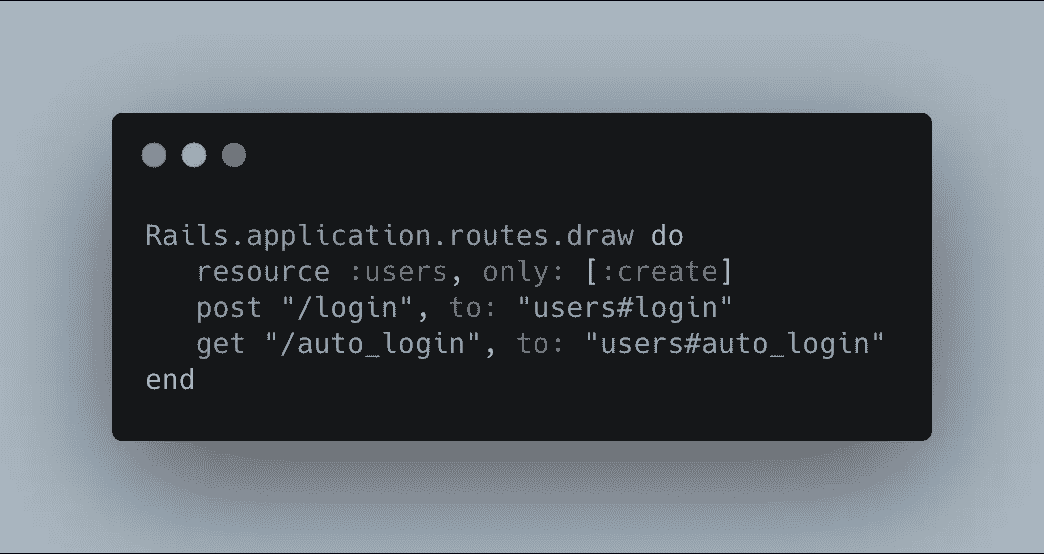 Rails.application.routes.draw do
   resource :users, only: [:create]
   post "/login", to: "users#login"
   get "/auto_login", to: "users#auto_login"
end